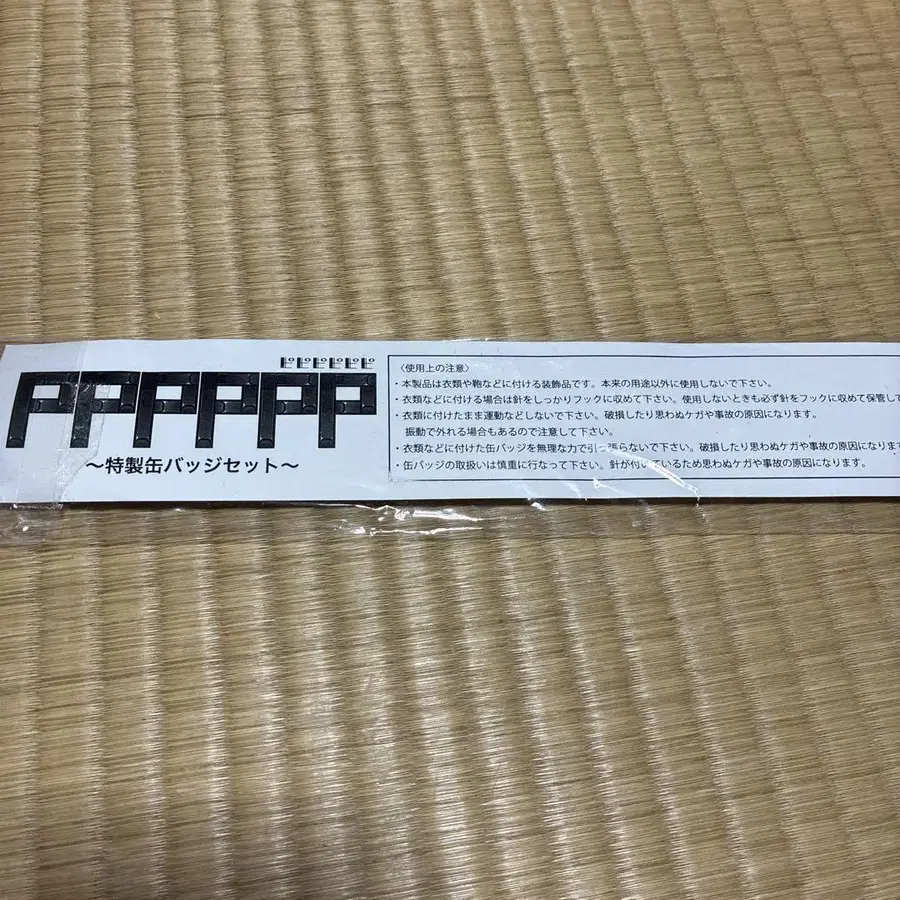 ピピピピピピ
PPPPPP
～特製缶バッジセット～
〈使用上の注意〉
・本製品は衣類や鞄などに付ける装飾品です。本来の用途以外に使用しないで下さい。
・衣類などに付ける場合は針をしっかりフックに収めて下さい。使用しないときも必ず針をフックに収めて保管して
・衣類に付けたまま運動などしないで下さい。破損したり思わぬケガや事故の原因になります。
振動で外れる場合もあるので注意して下さい。
・衣類などに付けた缶バッジを無理な力で引っ張らないで下さい。破損したり思わぬケガや事故の原因になります
・缶バッジの取扱いは慎重に行なって下さい。針が付いているため思わぬケガや事故の原因になります。